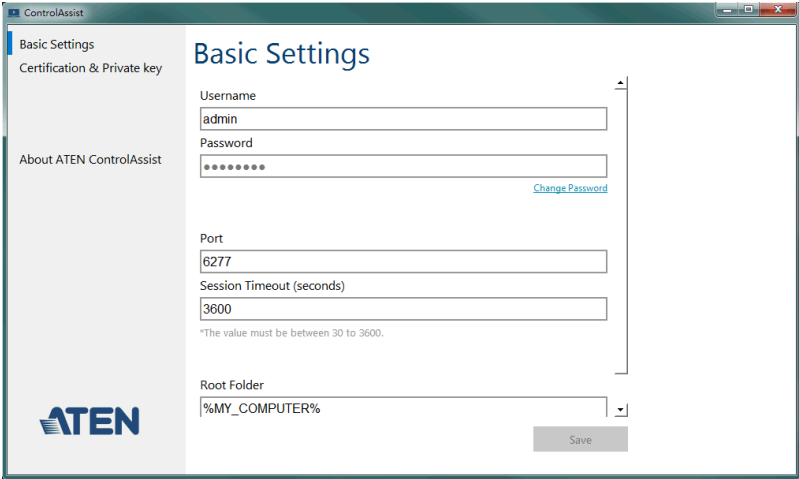 ControlAssist
Basic Settings
Certification & Private key
About ATEN ControlAssist
ATEN
Basic Settings
Username
admin
Password
••••••••
Change Password
Port
6277
Session Timeout (seconds)
3600
*The value must be between 30 to 3600.
Root Folder
%MY_COMPUTER%
Save